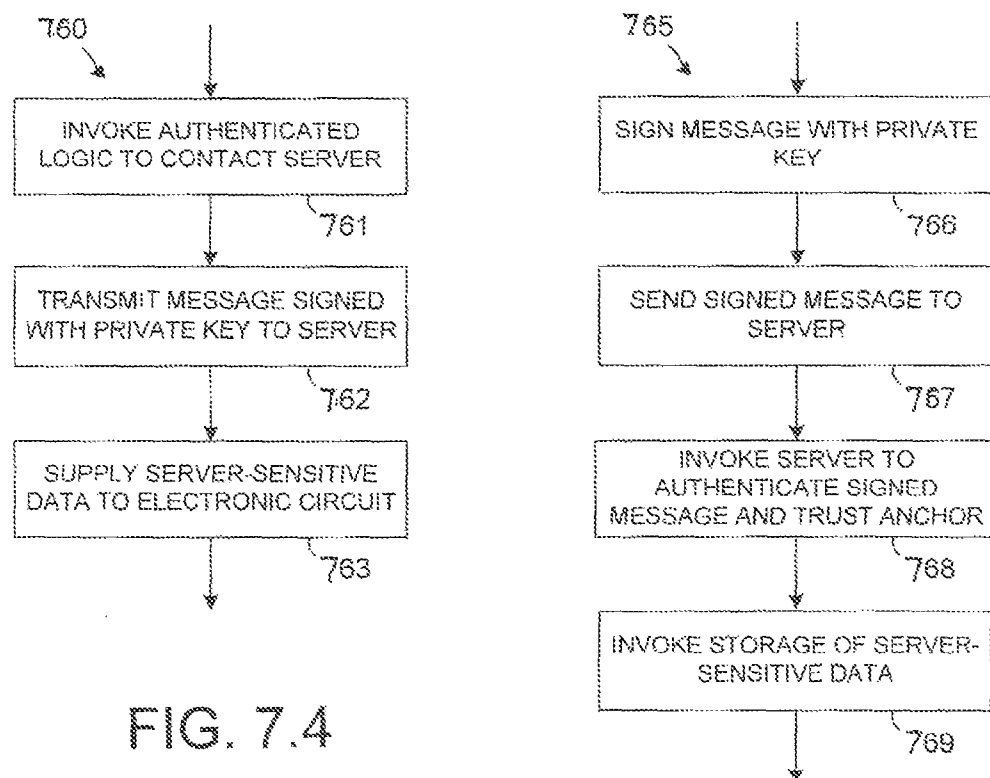 760
INVOKE AUTHENTICATED
LOGIC TO CONTACT SERVER
761
TRANSMIT MESSAGE SIGNED
WITH PRIVATE KEY TO SERVER
762
SUPPLY SERVER-SENSITIVE
DATA TO ELECTRONIC CIRCUIT
763
FIG. 7.4
765
SIGN MESSAGE WITH PRIVATE
KEY
766
SEND SIGNED MESSAGE TO
SERVER
767
INVOKE SERVER TO
AUTHENTICATE SIGNED
MESSAGE AND TRUST ANCHOR
768
INVOKE STORAGE OF SERVER-
SENSITIVE DATA
769